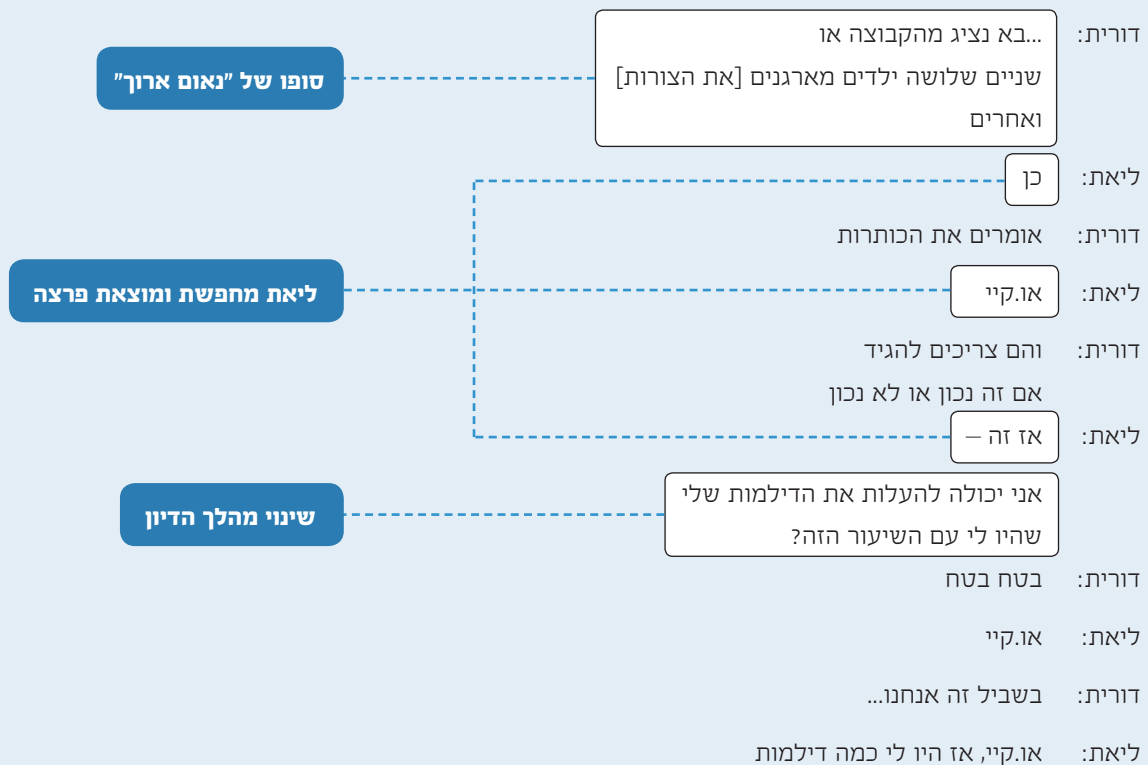 דורית: ...בא נציג מהקבוצה או
שניים שלושה ילדים מארגנים [את הצורות]
ואחרים
סופו של "נאום ארוך"
ליאת: כן
דורית: אומרים את הכותרות
ליאת: או.קיי
ליאת מחפשת ומוצאת פרצה
דורית: והם צריכים להגיד
אם זה נכון או לא נכון
ליאת: אז זה –
אני יכולה להעלות את הדילמות שלי
שהיו לי עם השיעור הזה?
שינוי מהלך הדיון
דורית: בטח בטח
ליאת: או.קיי
דורית: בשביל זה אנחנו...
ליאת: או.קיי, אז היו לי כמה דילמות